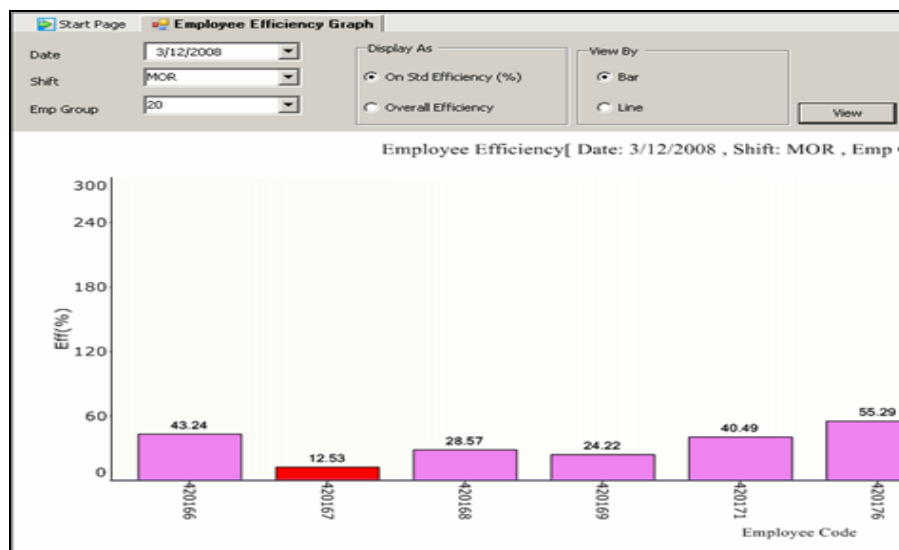 Start Page
Employee Efficiency Graph
Date
3/12/2008
Shift
MOR
Emp Group
20
Display As
On Std Efficiency (%)
Overall Efficiency
View By
Bar
Line
View
Employee Efficiency[ Date: 3/12/2008 , Shift: MOR , Emp
300
240
180
120
60
0
Eff(%)
43.24
12.53
28.57
24.22
40.49
55.29
420166
420167
420168
420169
420171
420176
Employee Code